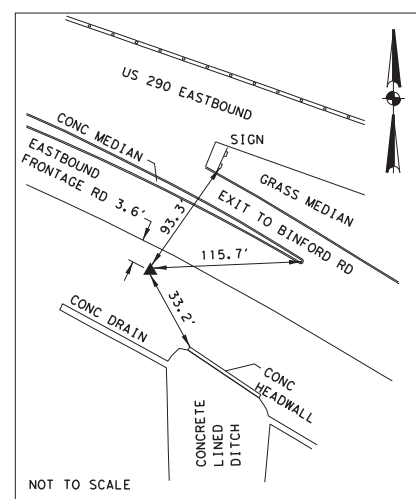 US 290 EASTBOUND
CONC MEDIAN
SIGN
EASTBOUND
FRONTAGE RD 3.6'
GRASS MEDIAN
EXIT TO BINFORD RD
93.3'
115.7'
33.2'
CONC DRAIN
CONC
HEADWALL
CONCRETE
LINED
DITCH
NOT TO SCALE